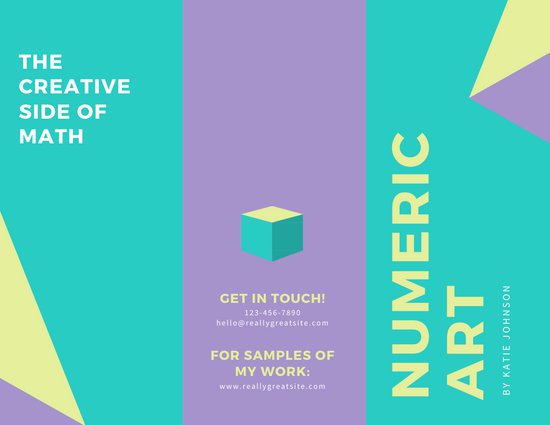 THE
CREATIVE
SIDE OF
MATH
GET IN TOUCH!
123-456-7890
hello@reallygreatsite.com
FOR SAMPLES OF
MY WORK:
www.reallygreatsite.com
NUMERIC
ART
BY KATIE JOHNSON